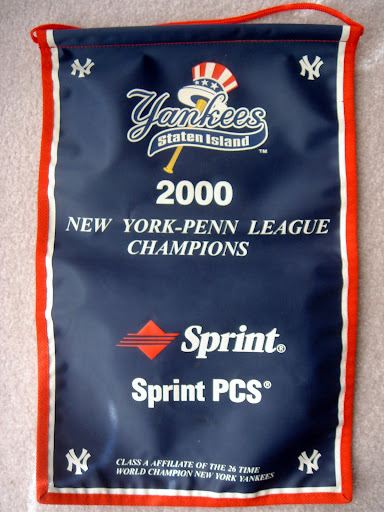 NY NY
Yankees
Staten Island
TM
2000
NEW YORK-PENN LEAGUE
CHAMPIONS
Sprint®
Sprint PCS®
NY NY
CLASS A AFFILIATE OF THE 26 TIME
WORLD CHAMPION NEW YORK YANKEES